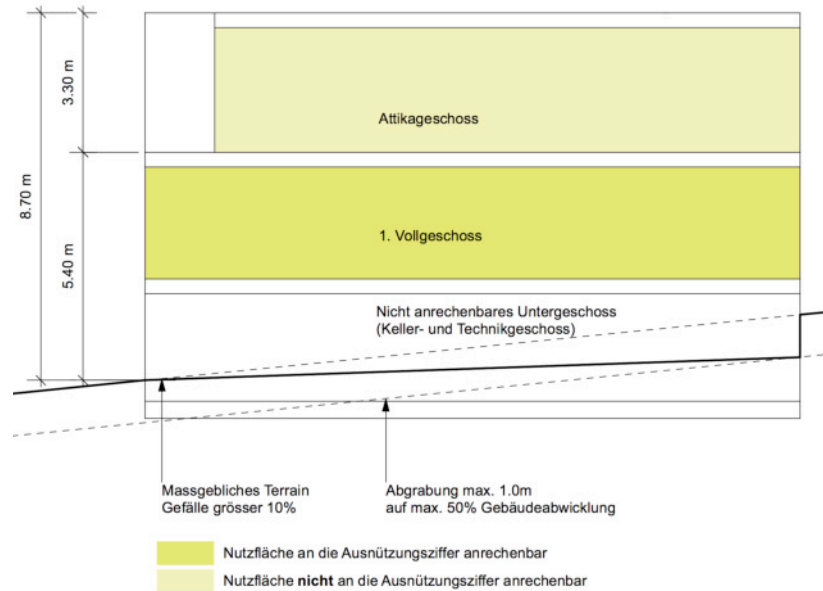 3.30 m
8.70 m
5.40 m
Attikageschoss
1. Vollgeschoss
Nicht anrechenbares Untergeschoss
(Keller- und Technikgeschoss)
Massgebliches Terrain
Gefälle grösser 10%
Abgrabung max. 1.0m
auf max. 50% Gebäudeabwicklung
Nutzfläche an die Ausnützungsziffer anrechenbar
Nutzfläche nicht an die Ausnützungsziffer anrechenbar